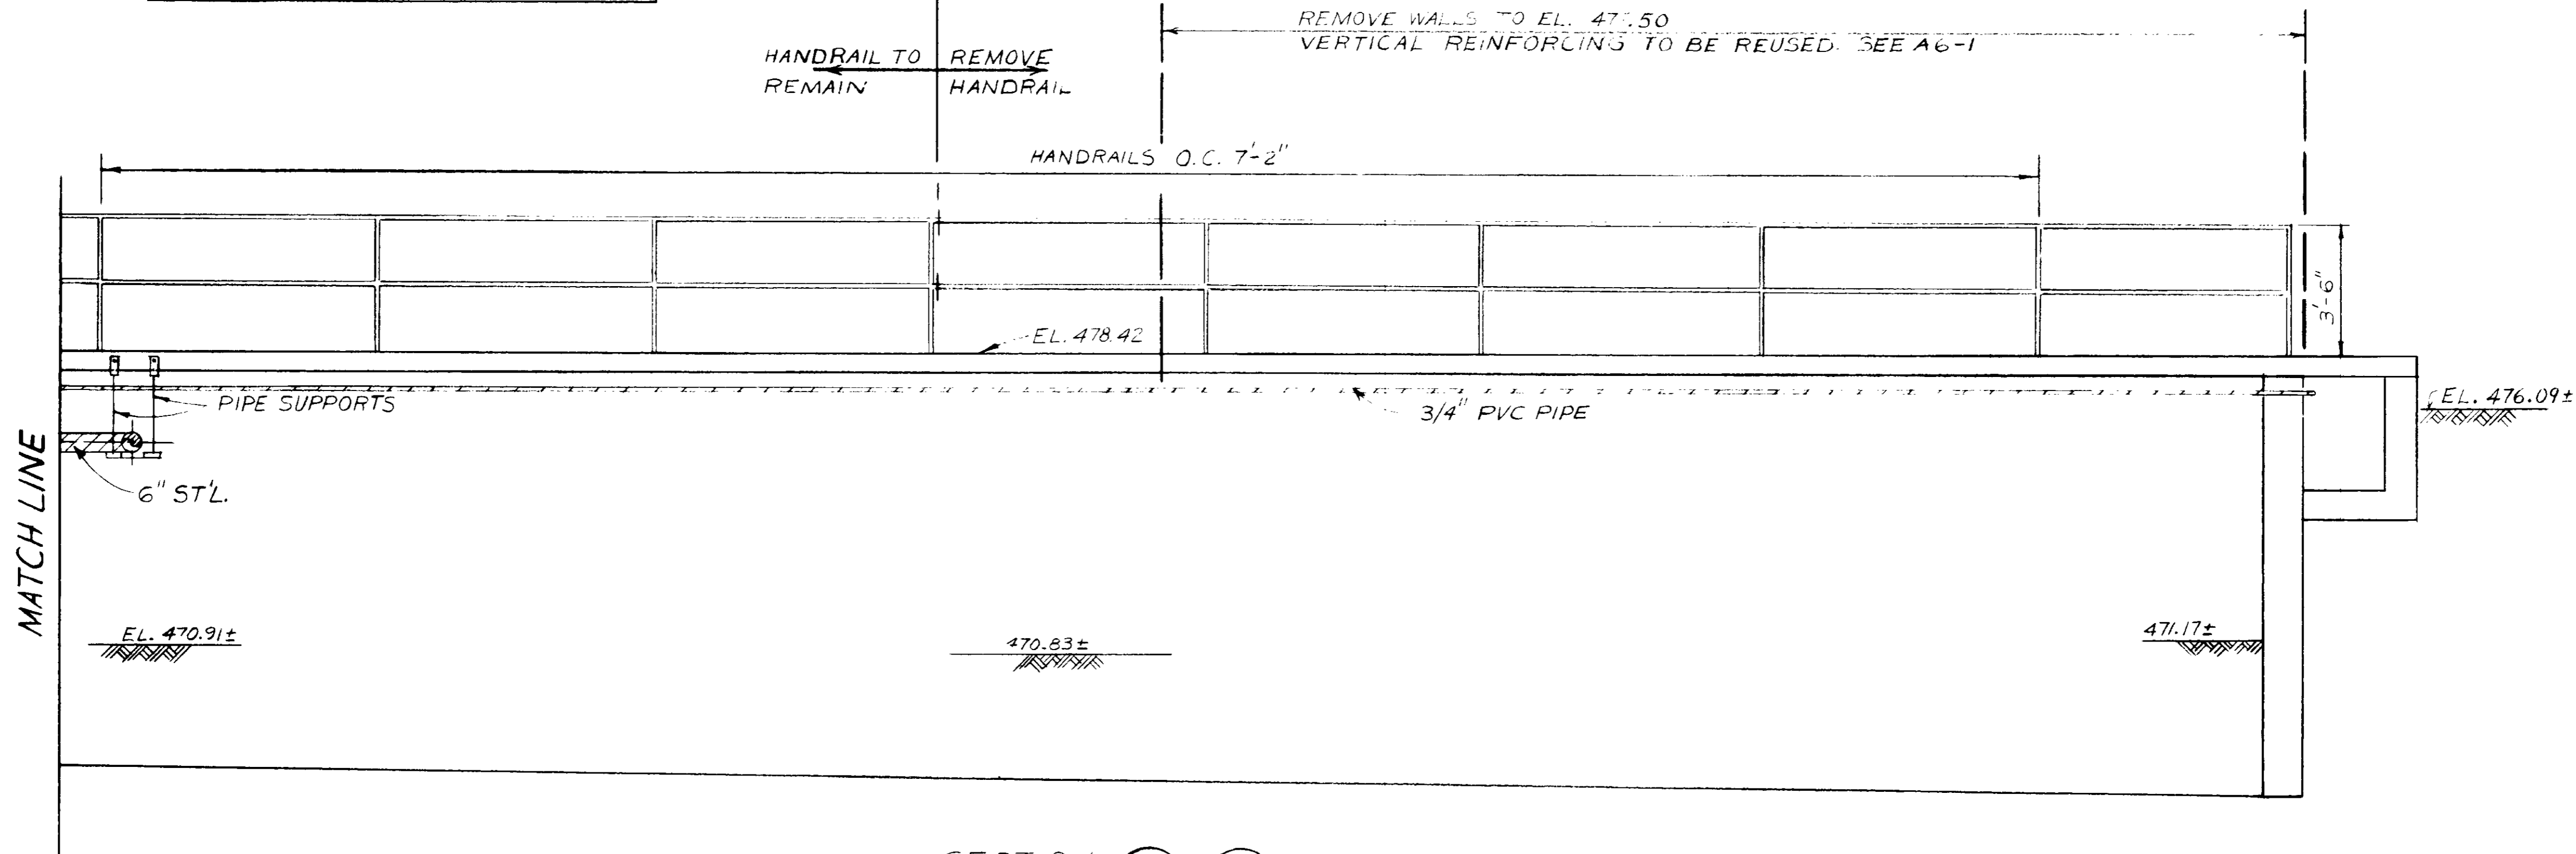 REMOVE WALLS TO EL.
VERTICAL REINFORCING TO BE REUSED. SEE A6-1
HANDRAIL TO REMAIN
REMOVE HANDRAIL
HANDRAILS O.C. 7'-2"
3'-6"
EL. 478.42
PIPE SUPPORTS
3/4" PVC PIPE
EL. 476.09±
6" ST'L.
MATCH LINE
EL. 470.91±
470.83±
471.17±